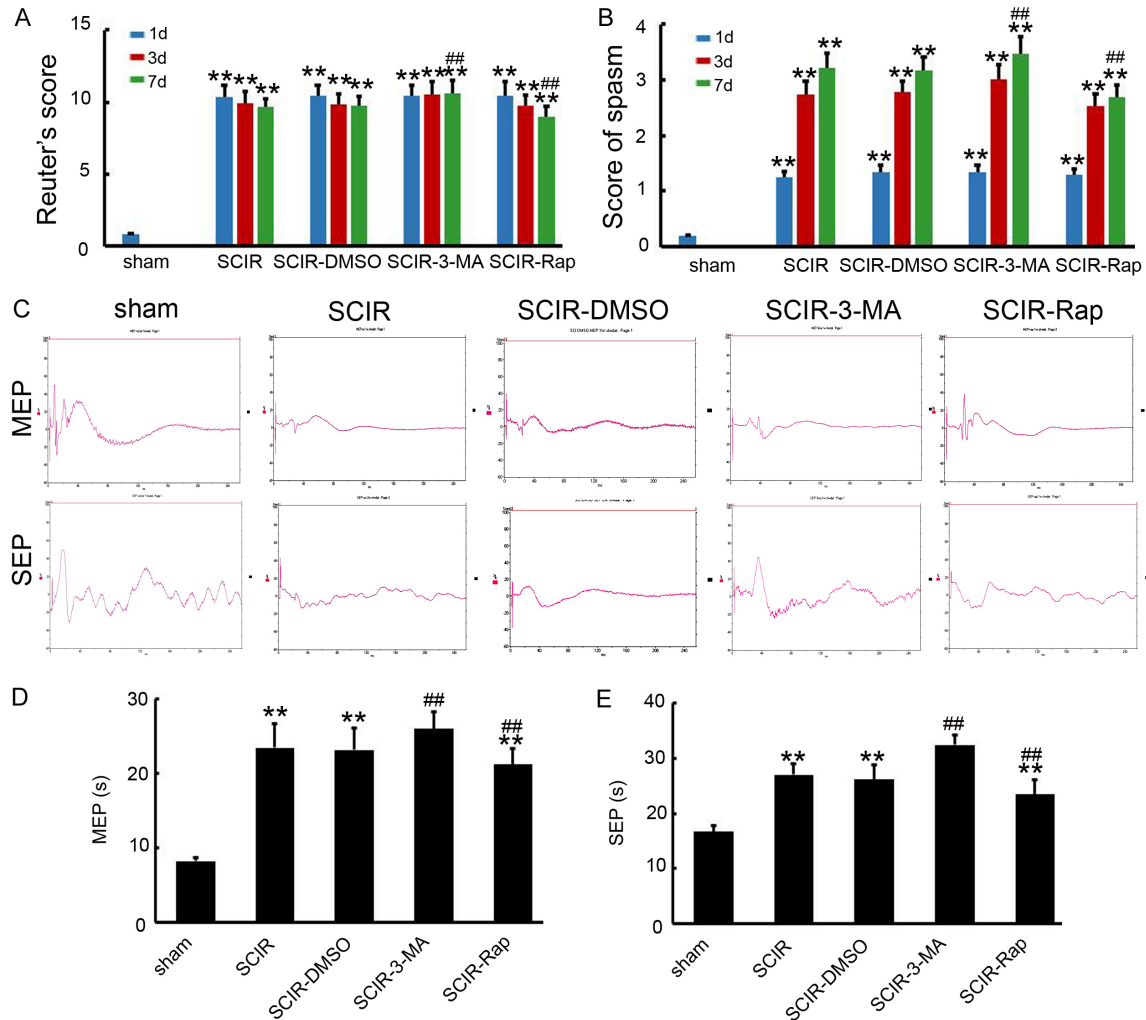 A
Reuter's score
15
10
5
0
1d
3d
7d
** ** **
** ** **
** ** ** ##
** ** ** ##
sham SCIR SCIR-DMSO SCIR-3-MA SCIR-Rap
B
Score of spasm
4
3
2
1
0
1d
3d
7d
** ** **
** ** **
** ** ** ##
** ** ** ##
sham SCIR SCIR-DMSO SCIR-3-MA SCIR-Rap
C
sham SCIR SCIR-DMSO SCIR-3-MA SCIR-Rap
MEP
SEP
D
MEP (s)
30
20
10
0
** ** ## ##
**
sham SCIR SCIR-DMSO SCIR-3-MA SCIR-Rap
E
SEP (s)
40
30
20
10
0
** ** ## ##
**
sham SCIR SCIR-DMSO SCIR-3-MA SCIR-Rap